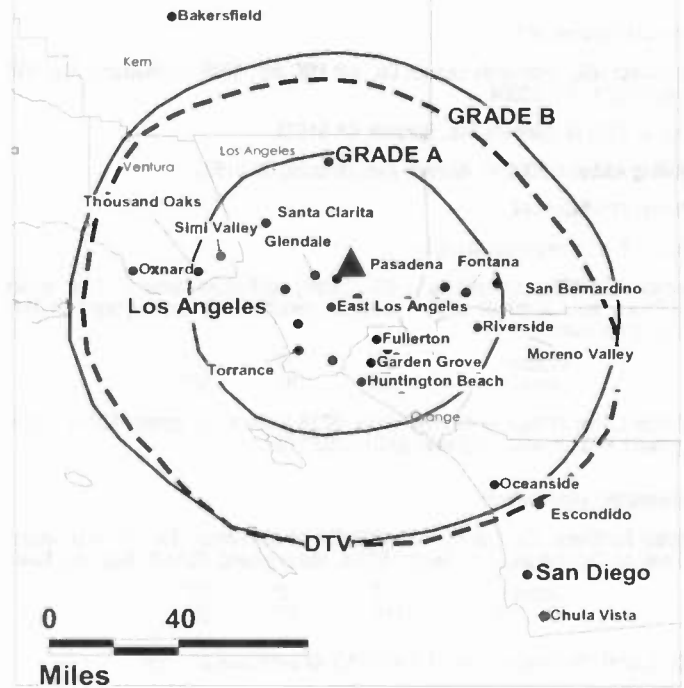 Bakersfield
Kern
GRADE B
Los Angeles
GRADE A
Ventura
Thousand Oaks
Santa Clarita
Simi Valley
Glendale
Pasadena
Fontana
Oxnard
San Bernardino
Los Angeles
East Los Angeles
Riverside
Fullerton
Moreno Valley
Garden Grove
Torrance
Huntington Beach
Orange
Oceanside
Escondido
DTV
San Diego
Chula Vista
0 40
Miles